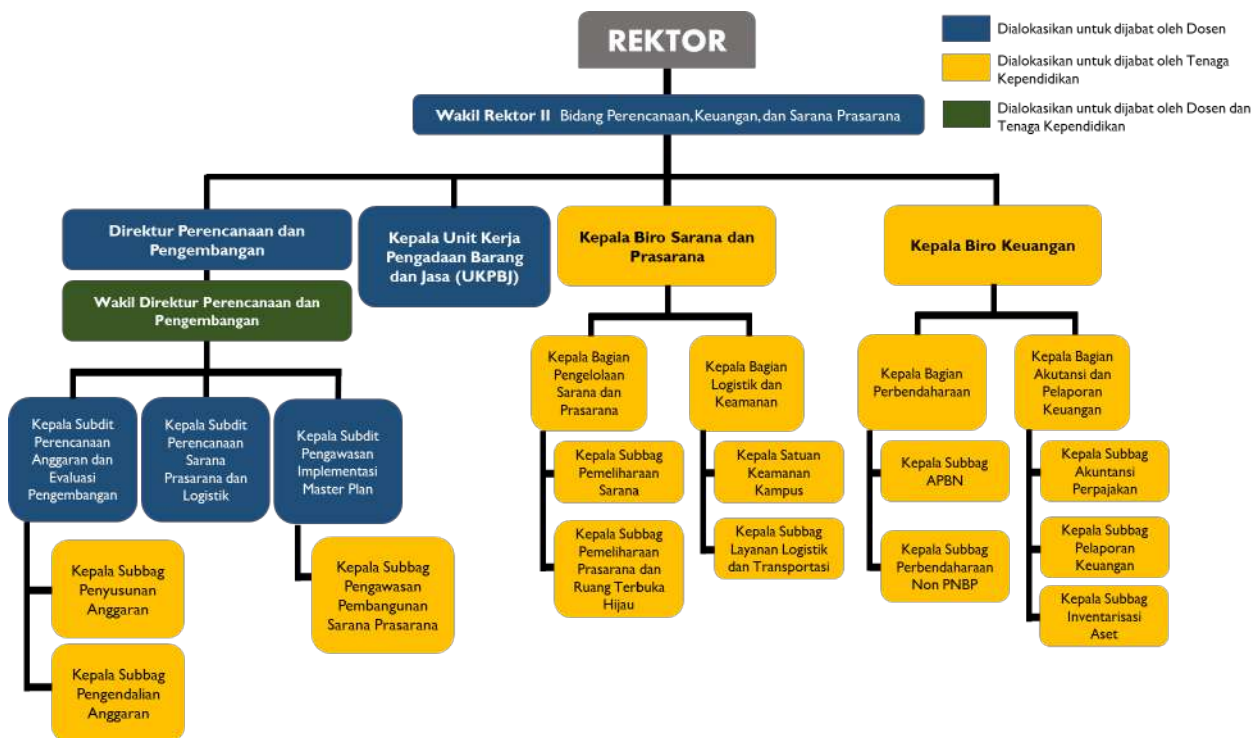 REKTOR
Dialokasikan untuk dijabat oleh Dosen
Dialokasikan untuk dijabat oleh Tenaga
Kependidikan
Dialokasikan untuk dijabat oleh Dosen dan
Tenaga Kependidikan
Wakil Rektor II Bidang Perencanaan, Keuangan, dan Sarana Prasarana
Direktur Perencanaan dan
Pengembangan
Kepala Unit Kerja
Pengadaan Barang
dan Jasa (UKPBJ)
Kepala Biro Sarana dan
Prasarana
Kepala Biro Keuangan
Wakil Direktur Perencanaan dan
Pengembangan
Kepala Subdit
Perencanaan
Anggaran dan
Evaluasi
Pengembangan
Kepala Subdit
Perencanaan
Sarana
Prasarana dan
Logistik
Kepala Subdit
Pengawasan
Implementasi
Master Plan
Kepala Subbag
Penyusunan
Anggaran
Kepala Subbag
Pengendalian
Anggaran
Kepala Subbag
Pengawasan
Pembangunan
Sarana Prasarana
Kepala Bagian
Pengelolaan
Sarana dan
Prasarana
Kepala Subbag
Pemeliharaan
Sarana
Kepala Subbag
Pemeliharaan
Prasarana dan
Ruang Terbuka
Hijau
Kepala Bagian
Logistik dan
Keamanan
Kepala Satuan
Keamanan
Kampus
Kepala Subbag
Layanan Logistik
dan Transportasi
Kepala Bagian
Perbendaharaan
Kepala Subbag
APBN
Kepala Subbag
Perbendaharaan
Non PNBP
Kepala Bagian
Akutansi dan
Pelaporan
Keuangan
Kepala Subbag
Akuntansi
Perpajakan
Kepala Subbag
Pelaporan
Keuangan
Kepala Subbag
Inventarisasi
Aset